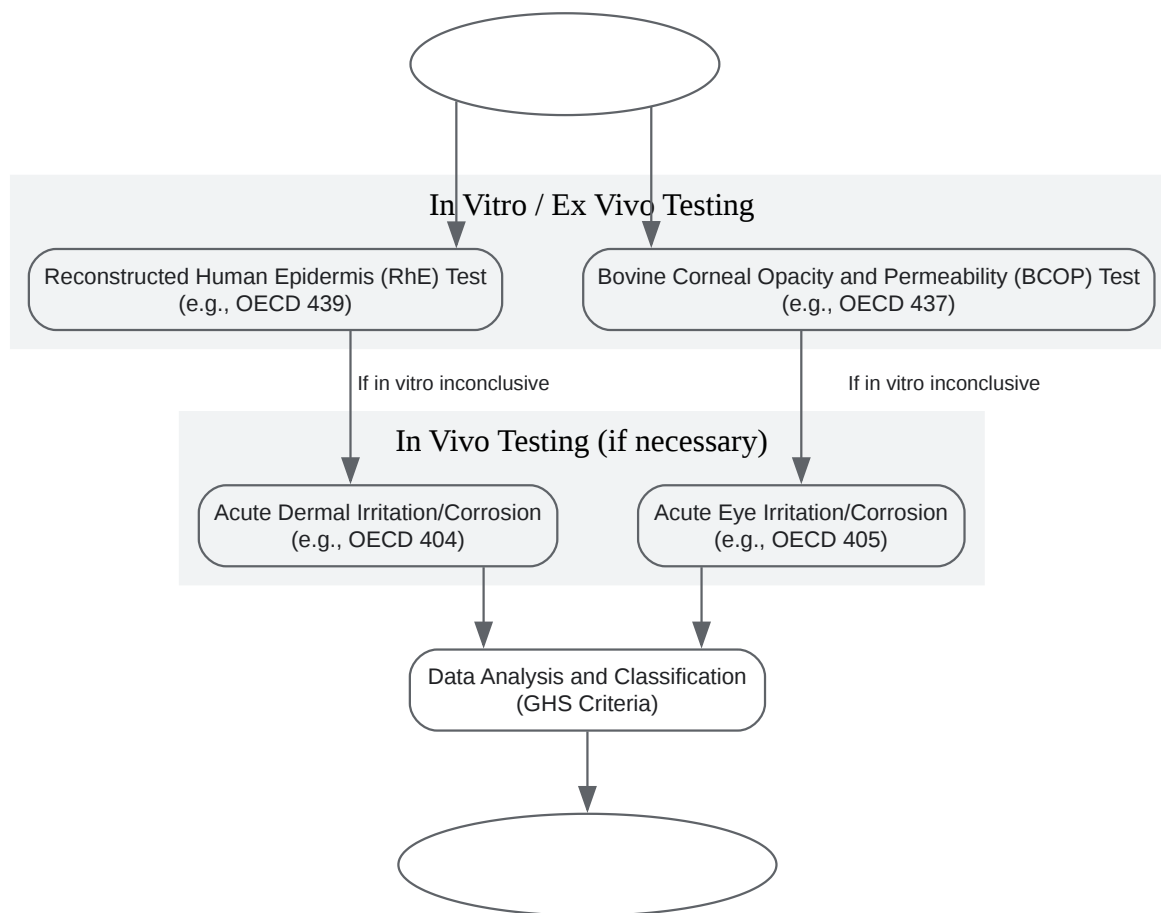 In Vitro / Ex Vivo Testing
Reconstructed Human Epidermis (RhE) Test
(e.g., OECD 439)
Bovine Corneal Opacity and Permeability (BCOP) Test
(e.g., OECD 437)
If in vitro inconclusive
If in vitro inconclusive
In Vivo Testing (if necessary)
Acute Dermal Irritation/Corrosion
(e.g., OECD 404)
Acute Eye Irritation/Corrosion
(e.g., OECD 405)
Data Analysis and Classification
(GHS Criteria)